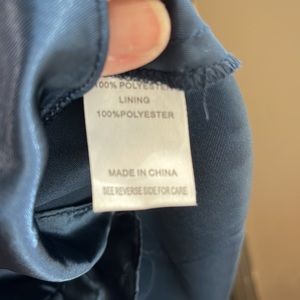 100% POLYESTER
LINING
100%POLYESTER
MADE IN CHINA
SEE REVERSE SIDE FOR CARE